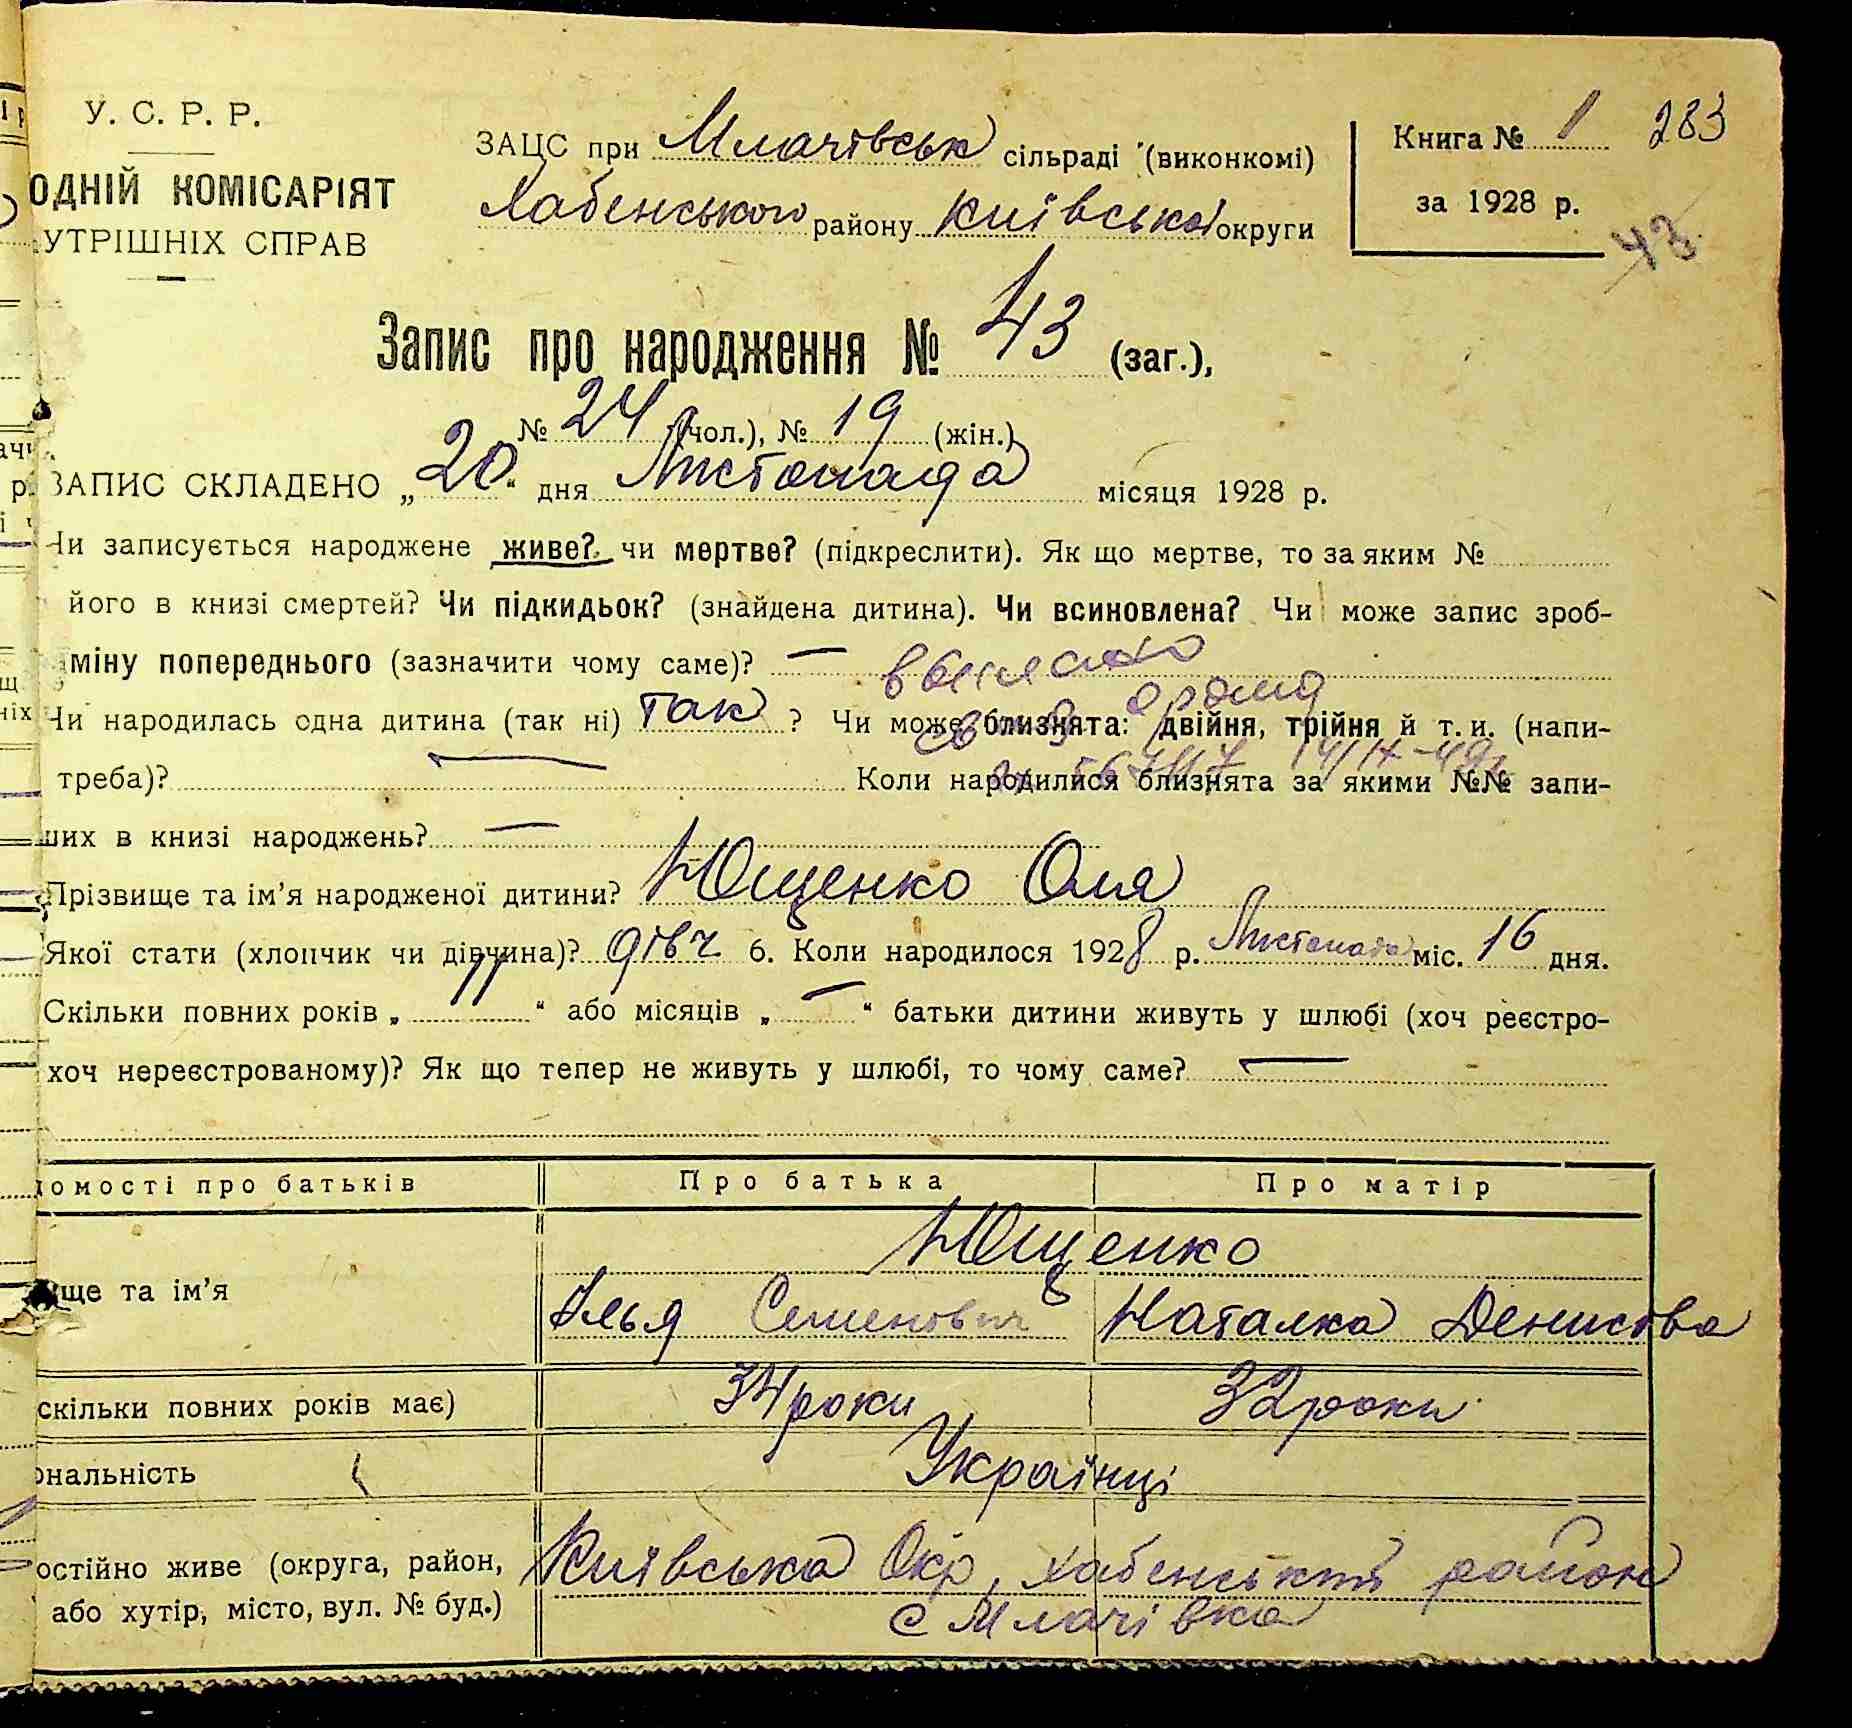 У. С. Р. Р.
ОДНІЙ КОМІСАРІЯТ
УТРІШНІХ СПРАВ
ЗАЦС при Млачівськ сільраді (виконкомі)
Хабенського району Київської округи
Книга № 1 283
за 1928 р.
43
Запис про народження № 43 (заг.),
№ 24 (чол.), № 19 (жін.)
ЗАПИС СКЛАДЕНО „20“ дня Листопада місяця 1928 р.
Чи записується народжене живе? чи мертве? (підкреслити). Як що мертве, то за яким №
його в книзі смертей? Чи підкидьок? (знайдена дитина). Чи всиновлена? Чи може запис зроб-
міну попереднього (зазначити чому саме)? —
Чи народилась одна дитина (так ні) так ? Чи може близнята: двійня, трійня й т. и. (напи-
треба)? — Коли народилися близнята за якими №№ запи-
ших в книзі народжень? —
Прізвище та ім'я народженої дитини? Ющенко Оля
Якої стати (хлопчик чи дівчина)? дівч 6. Коли народилося 1928 р. Листопада міс. 16 дня.
Скільки повних років „ 11 “ або місяців „ — “ батьки дитини живуть у шлюбі (хоч реєстро-
хоч нереєстрованому)? Як що тепер не живуть у шлюбі, то чому саме? —
домості про батьків Про батька Про матір
Ющенко
ще та ім'я
Ілья Семенович Наталка Денисова
скільки повних років має) 34 роки 32 роки
ональність Українці
остійно живе (округа, район, Київська Окр, Хабенський район
або хутір, місто, вул. № буд.) с Млачівка